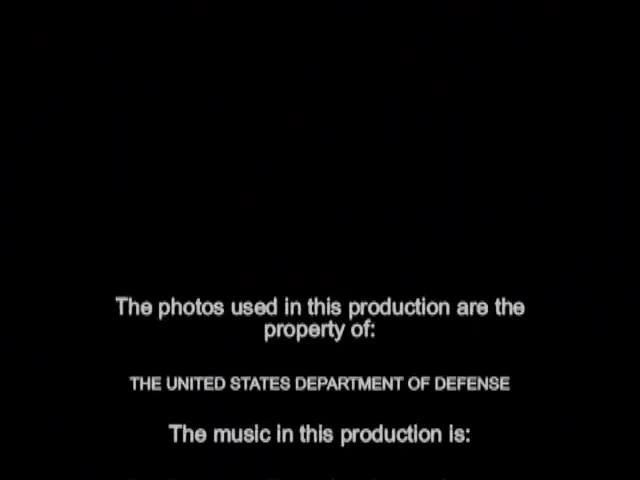 The photos used in this production are the
property of:
THE UNITED STATES DEPARTMENT OF DEFENSE
The music in this production is: